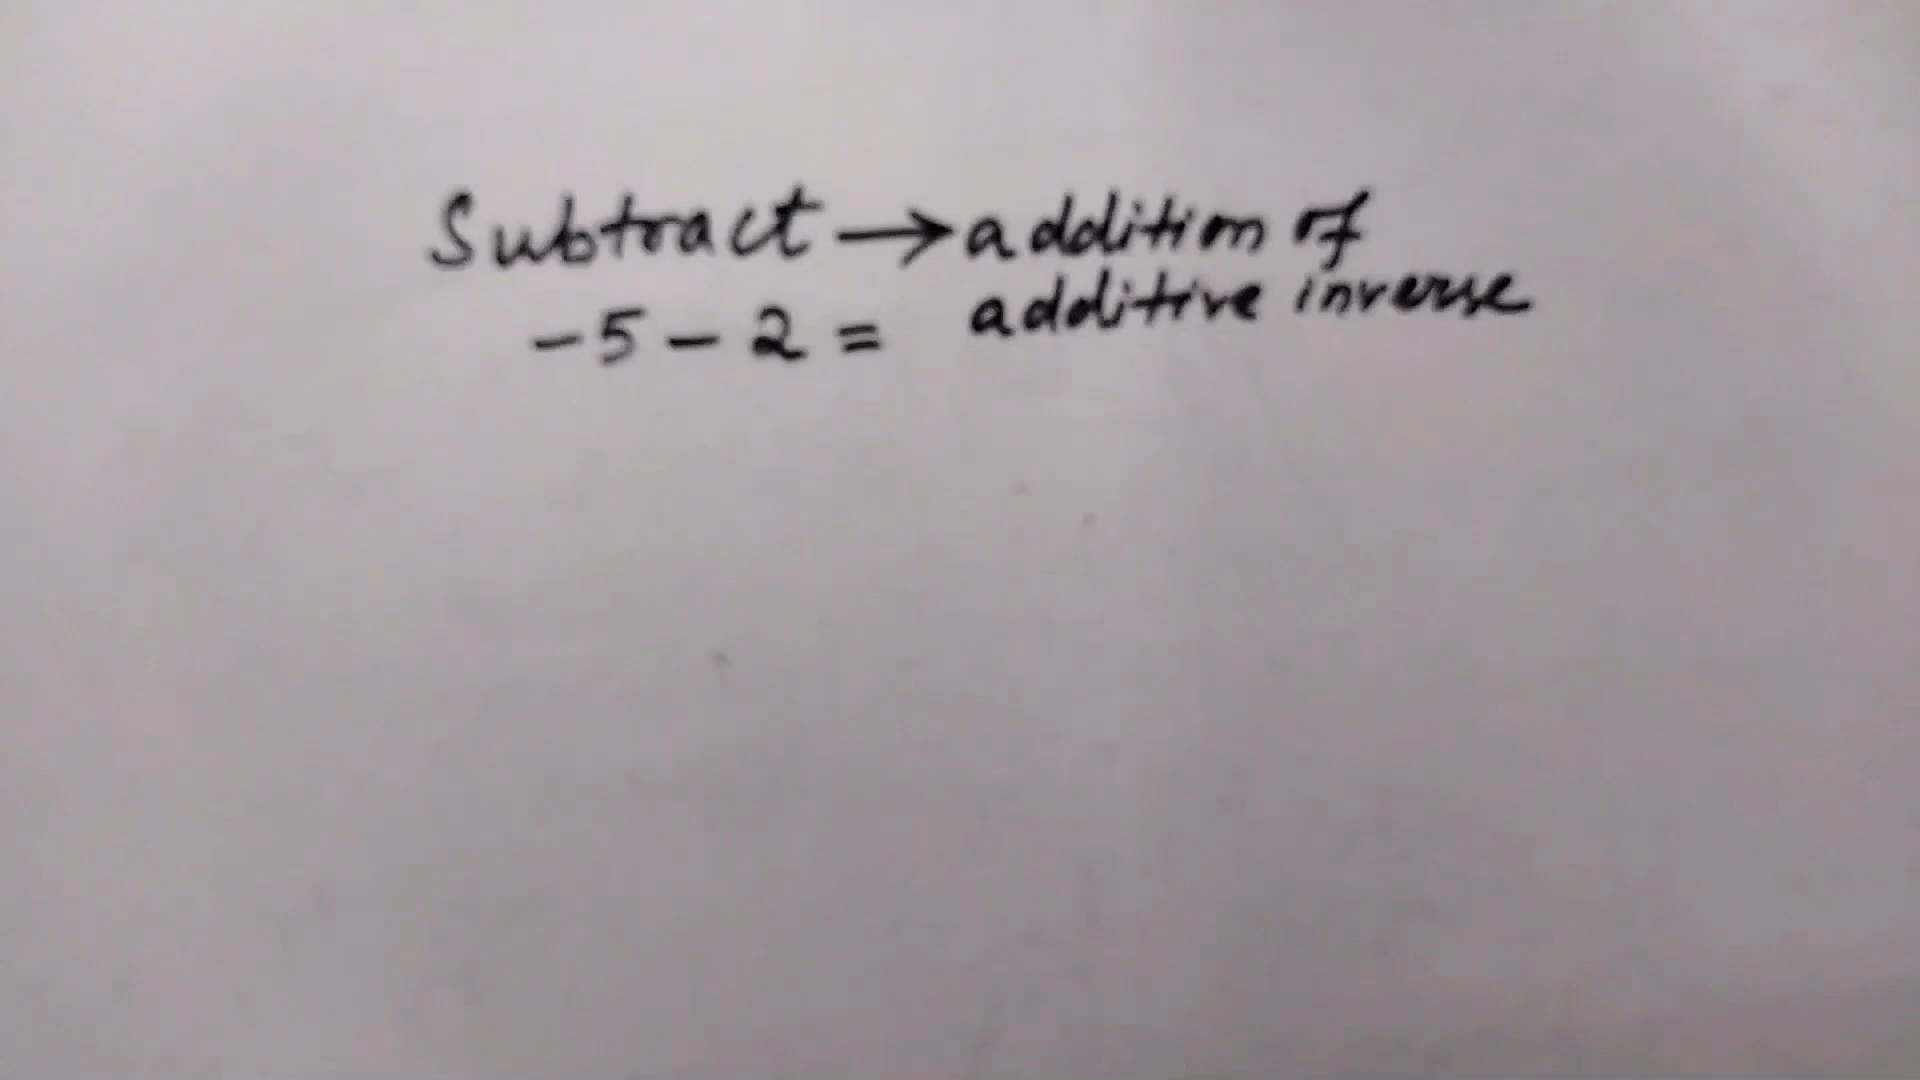 Subtract → addition of
additive inverse
-5 - 2 =